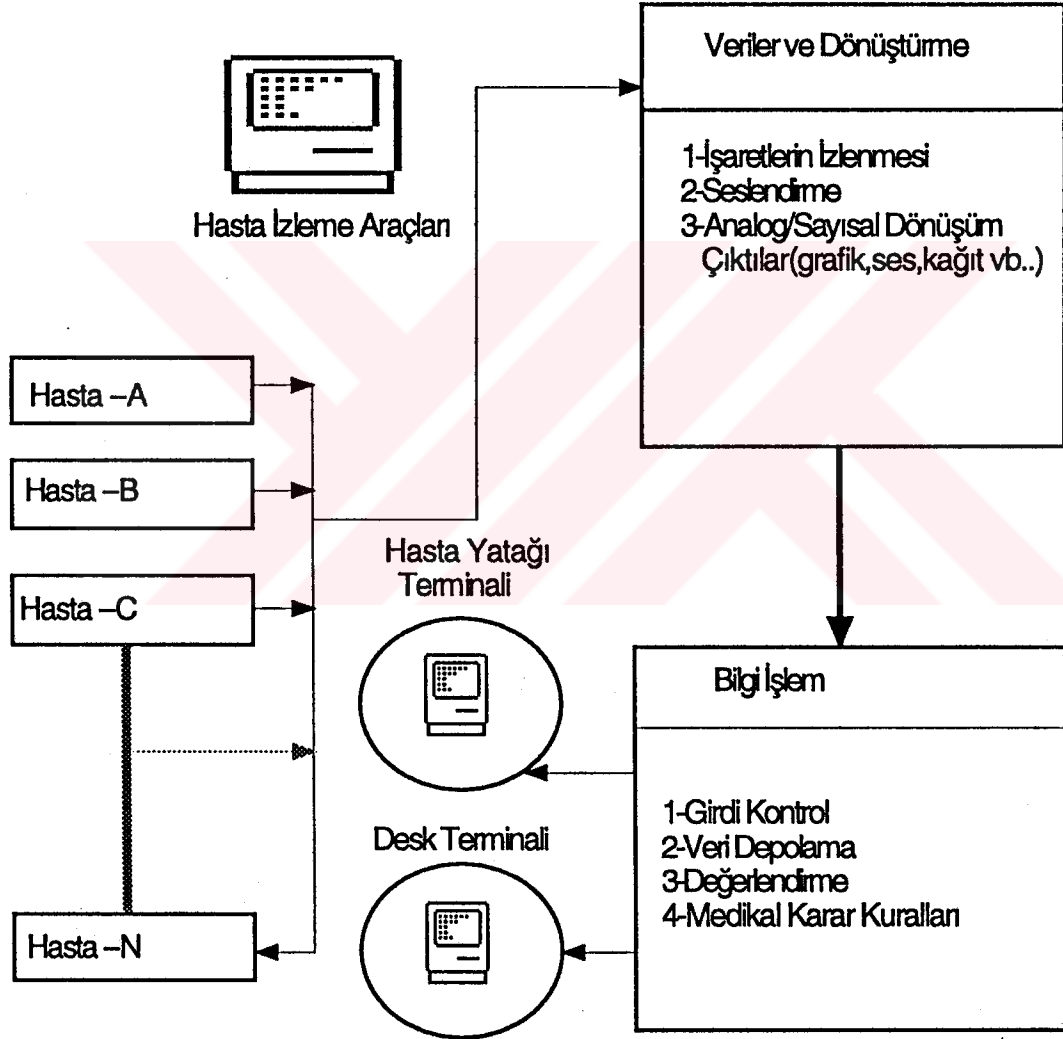 Veriler ve Dönüştürme
1-İşaretlerin İzlenmesi
2-Seslendirme
3-Analog/Sayısal Dönüşüm
Çıktılar(grafik,ses,kağıt vb..)
Hasta İzleme Araçları
Hasta –A
Hasta –B
Hasta –C
Hasta –N
Hasta Yatağı
Terminali
Desk Terminali
Bilgi İşlem
1-Girdi Kontrol
2-Veri Depolama
3-Değerlendirme
4-Medikal Karar Kuralları